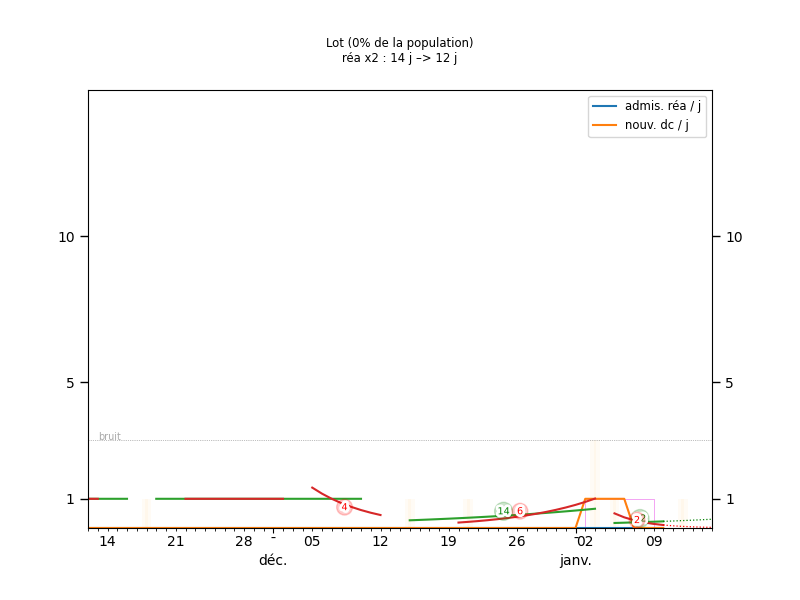 Lot (0% de la population)
réa x2 : 14 j –> 12 j
admis. réa / j
nouv. dc / j
10 10
5 5
bruit
1 1
4
14 6
2
14 21 28 - 05 12 19 26 - 02 09
déc. janv.